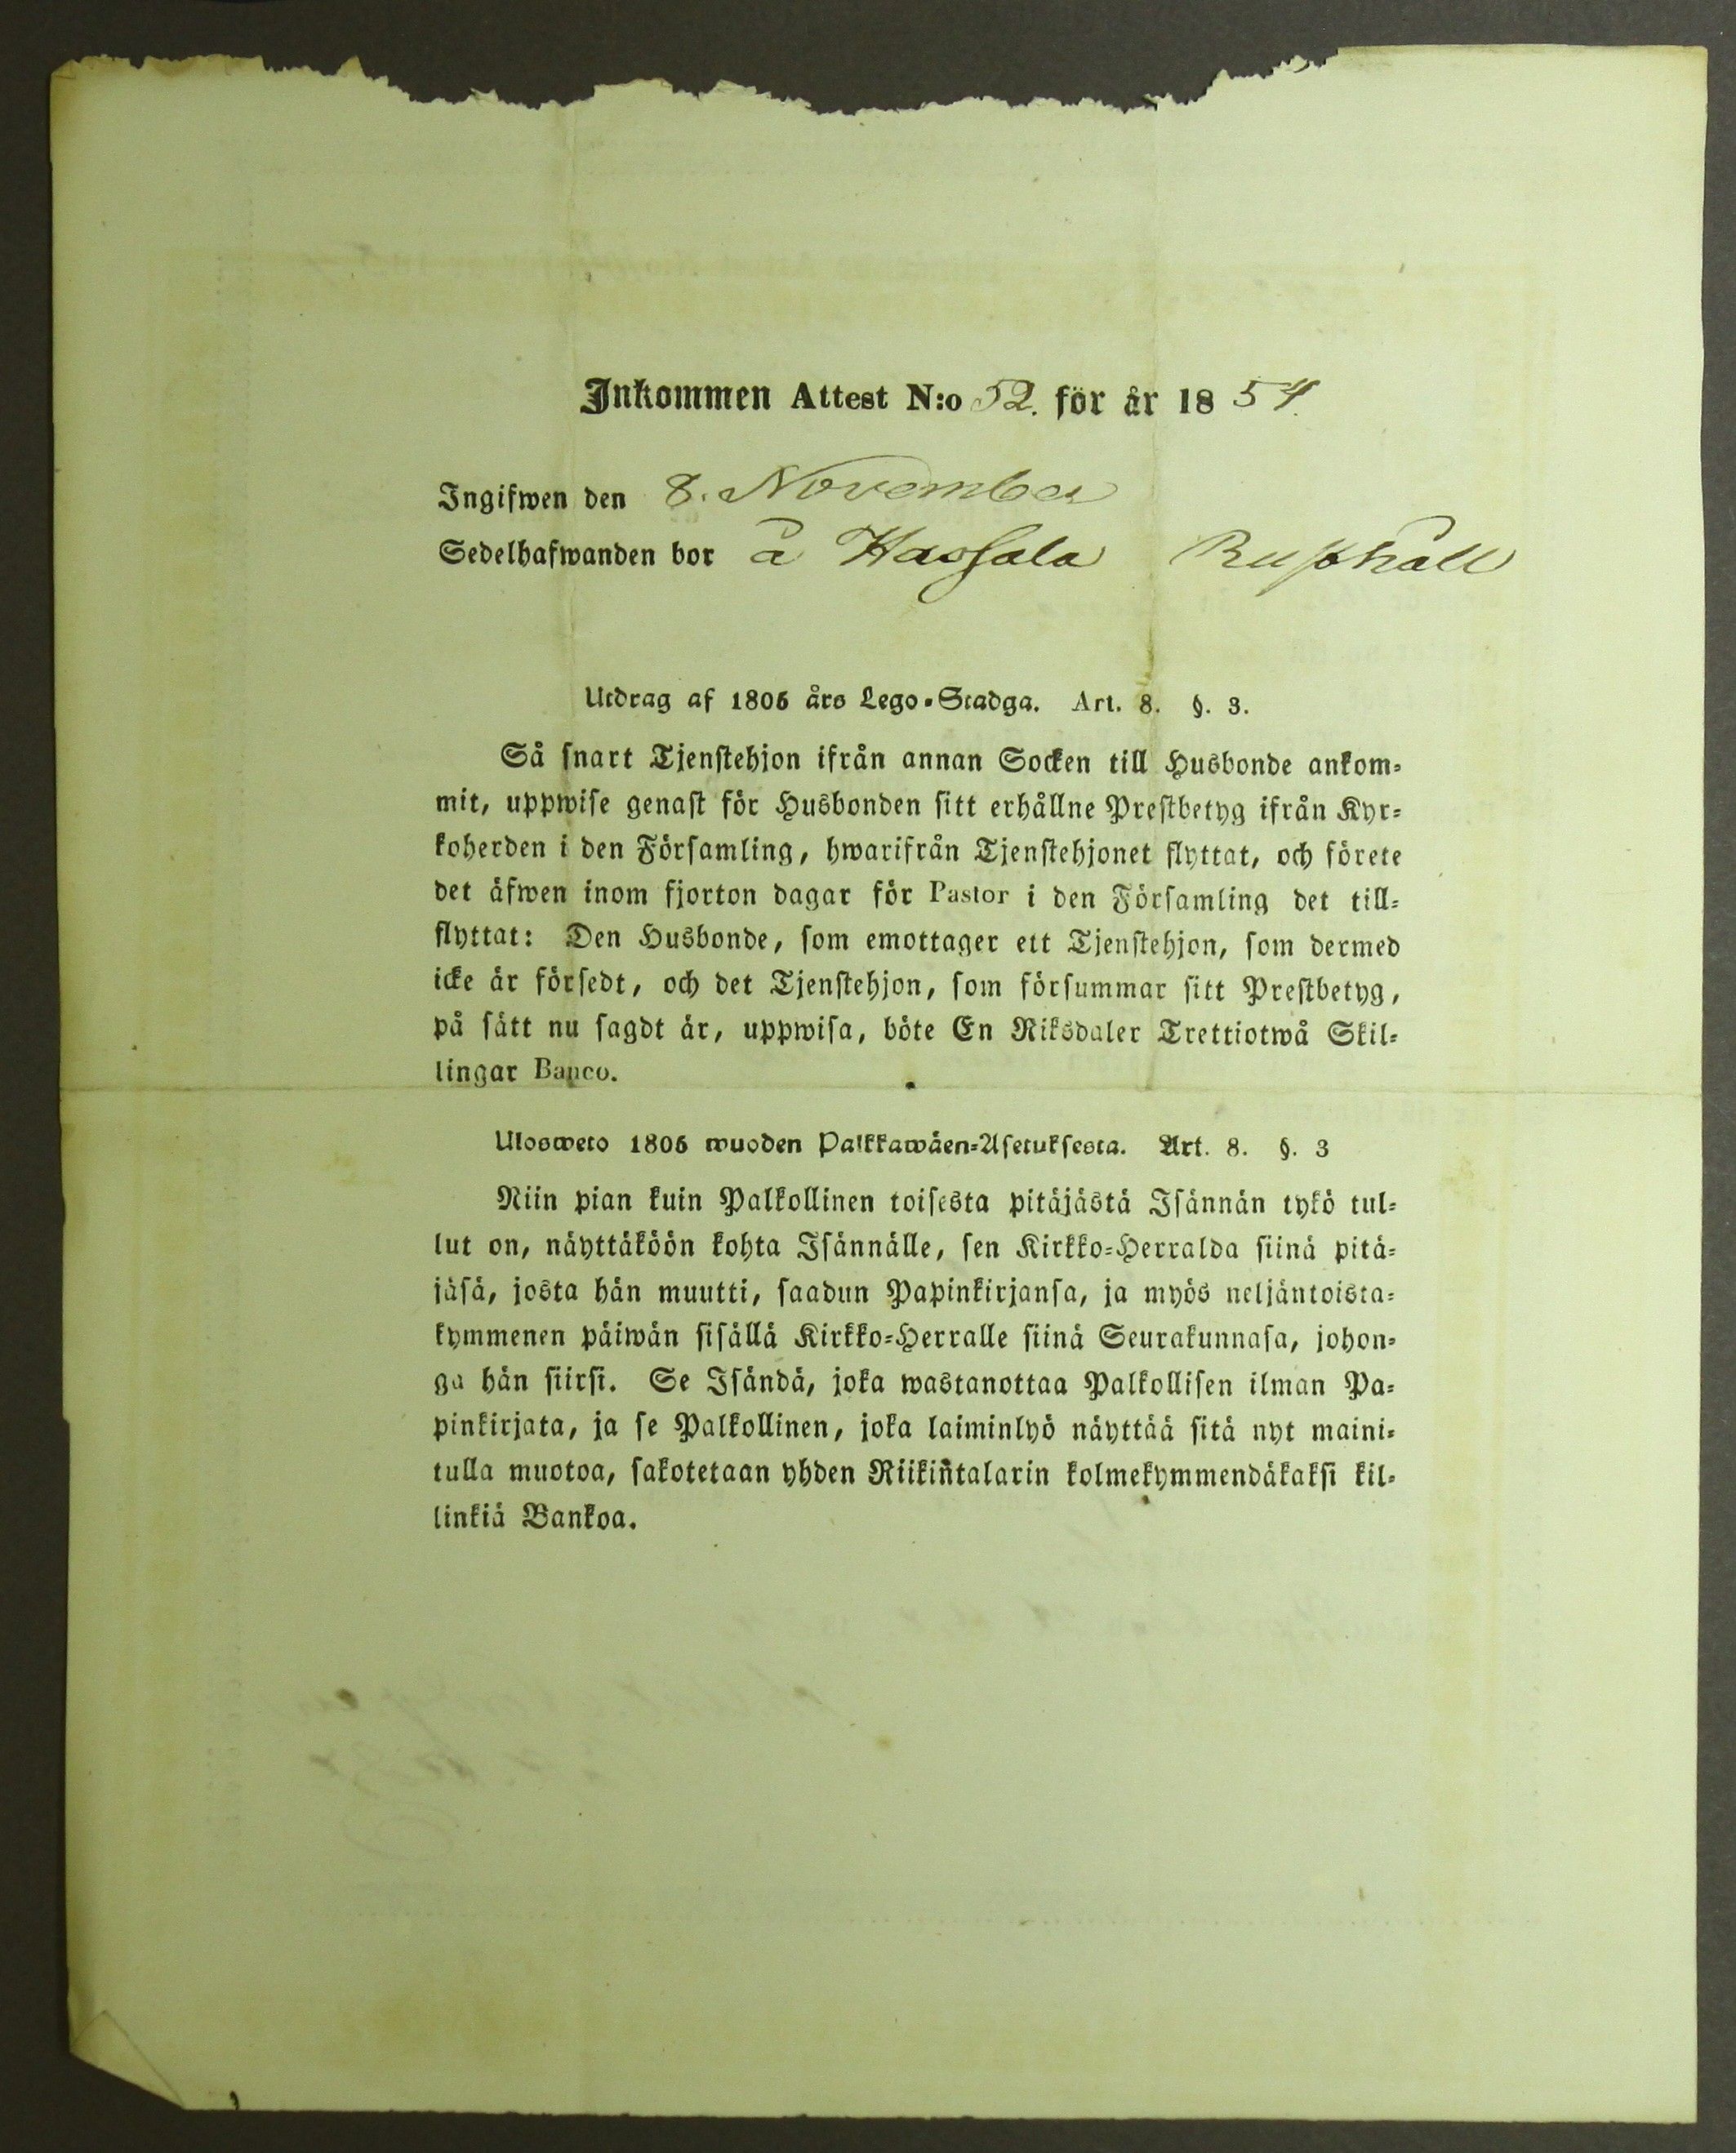 Inkommen Attest N:o 52. för år 1854.
Ingifwen den 8. November
Sedelhafwanden bor å Hassala Rusthåll
Utdrag af 1805 års Lego-Stadga. Art. 8. §. 3.
Så snart Tjenstehjon ifrån annan Socken till Husbonde ankom-
mit, uppwise genast för Husbonden sitt erhållne Prestbetyg ifrån Kyr-
koherden i den Församling, hwarifrån Tjenstehjonet flyttat, och förete
det äfwen inom fjorton dagar för Pastor i den Församling det till-
flyttat: Den Husbonde, som emottager ett Tjenstehjon, som dermed
icke är försedt, och det Tjenstehjon, som försummar sitt Prestbetyg,
på sätt nu sagdt är, uppwisa, böte En Riksdaler Trettiotwå Skil-
lingar Banco.
Ulosweto 1805 wuoden Palkkawäen-Asetuksesta. Art. 8. §. 3
Niin pian kuin Palkollinen toisesta pitäjästä Isännän tykö tul-
lut on, näyttäköön kohta Isännälle, sen Kirkko-Herralda siinä pitä-
jäsä, josta hän muutti, saadun Papinkirjansa, ja myös neljäntoista-
kymmenen päiwän sisällä Kirkko-Herralle siinä Seurakunnasa, johon-
ga hän siirsi. Se Isändä, joka wastanottaa Palkollisen ilman Pa-
pinkirjata, ja se Palkollinen, joka laiminlyö näyttää sitä nyt maini-
tulla muotoa, sakotetaan yhden Riikin̄talarin kolmekymmendäkaksi kil-
linkiä Bankoa.